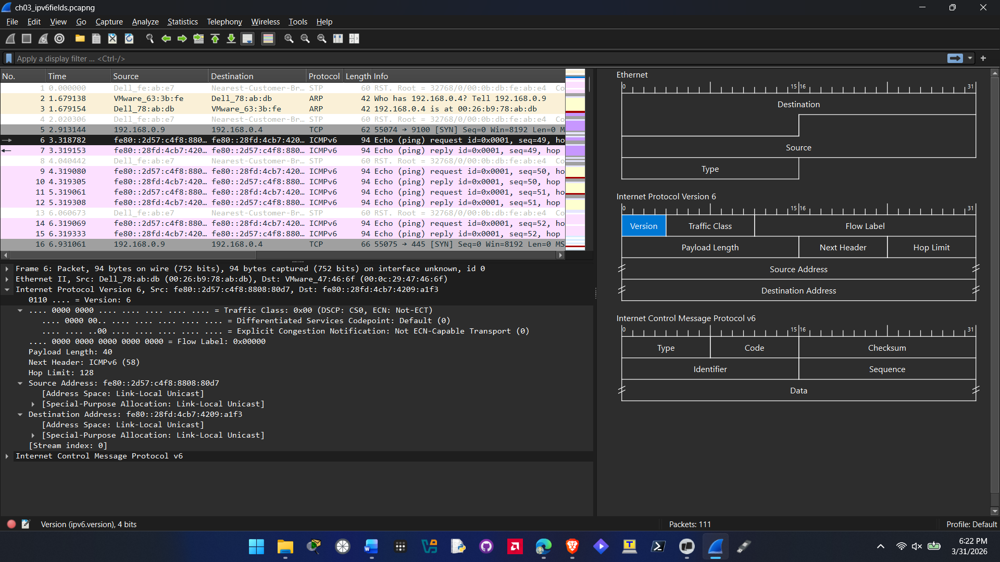 ch03_ipv6fields.pcapng
File Edit View Go Capture Analyze Statistics Telephony Wireless Tools Help
Apply a display filter ... <Ctrl-/>
No. Time Source Destination Protocol Length Info
1 0.000000 Dell_fe:ab:e7 Nearest-Customer-Br… STP 60 RST. Root = 32768/0/00:0b:db:fe:ab:e4 Co
2 1.679138 VMware_63:3b:fe Dell_78:ab:db ARP 42 Who has 192.168.0.4? Tell 192.168.0.9
3 1.679154 Dell_78:ab:db VMware_63:3b:fe ARP 42 192.168.0.4 is at 00:26:b9:78:ab:db
4 2.020306 Dell_fe:ab:e7 Nearest-Customer-Br… STP 60 RST. Root = 32768/0/00:0b:db:fe:ab:e4 Co
5 2.913144 192.168.0.9 192.168.0.4 TCP 62 55074 → 9100 [SYN] Seq=0 Win=8192 Len=0 M
6 3.318782 fe80::2d57:c4f8:880… fe80::28fd:4cb7:420… ICMPv6 94 Echo (ping) request id=0x0001, seq=49, ho
7 3.319153 fe80::28fd:4cb7:420… fe80::2d57:c4f8:880… ICMPv6 94 Echo (ping) reply id=0x0001, seq=49, hop
8 4.040442 Dell_fe:ab:e7 Nearest-Customer-Br… STP 60 RST. Root = 32768/0/00:0b:db:fe:ab:e4 Co
9 4.319080 fe80::2d57:c4f8:880… fe80::28fd:4cb7:420… ICMPv6 94 Echo (ping) request id=0x0001, seq=50, ho
10 4.319305 fe80::28fd:4cb7:420… fe80::2d57:c4f8:880… ICMPv6 94 Echo (ping) reply id=0x0001, seq=50, hop
11 5.319061 fe80::2d57:c4f8:880… fe80::28fd:4cb7:420… ICMPv6 94 Echo (ping) request id=0x0001, seq=51, ho
12 5.319308 fe80::28fd:4cb7:420… fe80::2d57:c4f8:880… ICMPv6 94 Echo (ping) reply id=0x0001, seq=51, hop
13 6.060673 Dell_fe:ab:e7 Nearest-Customer-Br… STP 60 RST. Root = 32768/0/00:0b:db:fe:ab:e4 Co
14 6.319069 fe80::2d57:c4f8:880… fe80::28fd:4cb7:420… ICMPv6 94 Echo (ping) request id=0x0001, seq=52, ho
15 6.319333 fe80::28fd:4cb7:420… fe80::2d57:c4f8:880… ICMPv6 94 Echo (ping) reply id=0x0001, seq=52, hop
16 6.931061 192.168.0.9 192.168.0.4 TCP 66 55075 → 445 [SYN] Seq=0 Win=8192 Len=0 MS
Frame 6: Packet, 94 bytes on wire (752 bits), 94 bytes captured (752 bits) on interface unknown, id 0
Ethernet II, Src: Dell_78:ab:db (00:26:b9:78:ab:db), Dst: VMware_47:46:6f (00:0c:29:47:46:6f)
Internet Protocol Version 6, Src: fe80::2d57:c4f8:8808:80d7, Dst: fe80::28fd:4cb7:4209:a1f3
0110 .... = Version: 6
.... 0000 0000 .... .... .... .... .... = Traffic Class: 0x00 (DSCP: CS0, ECN: Not-ECT)
.... 0000 00.. .... .... .... .... .... = Differentiated Services Codepoint: Default (0)
.... .... ..00 .... .... .... .... .... = Explicit Congestion Notification: Not ECN-Capable Transport (0)
.... 0000 0000 0000 0000 0000 = Flow Label: 0x00000
Payload Length: 40
Next Header: ICMPv6 (58)
Hop Limit: 128
Source Address: fe80::2d57:c4f8:8808:80d7
[Address Space: Link-Local Unicast]
[Special-Purpose Allocation: Link-Local Unicast]
Destination Address: fe80::28fd:4cb7:4209:a1f3
[Address Space: Link-Local Unicast]
[Special-Purpose Allocation: Link-Local Unicast]
[Stream index: 0]
Internet Control Message Protocol v6
Ethernet
0 15 16 31
Destination
Source
Type
Internet Protocol Version 6
0 15 16 31
Version Traffic Class Flow Label
Payload Length Next Header Hop Limit
Source Address
Destination Address
Internet Control Message Protocol v6
0 15 16 31
Type Code Checksum
Identifier Sequence
Data
Version (ipv6.version), 4 bits
Packets: 111
Profile: Default
6:22 PM
3/31/2026